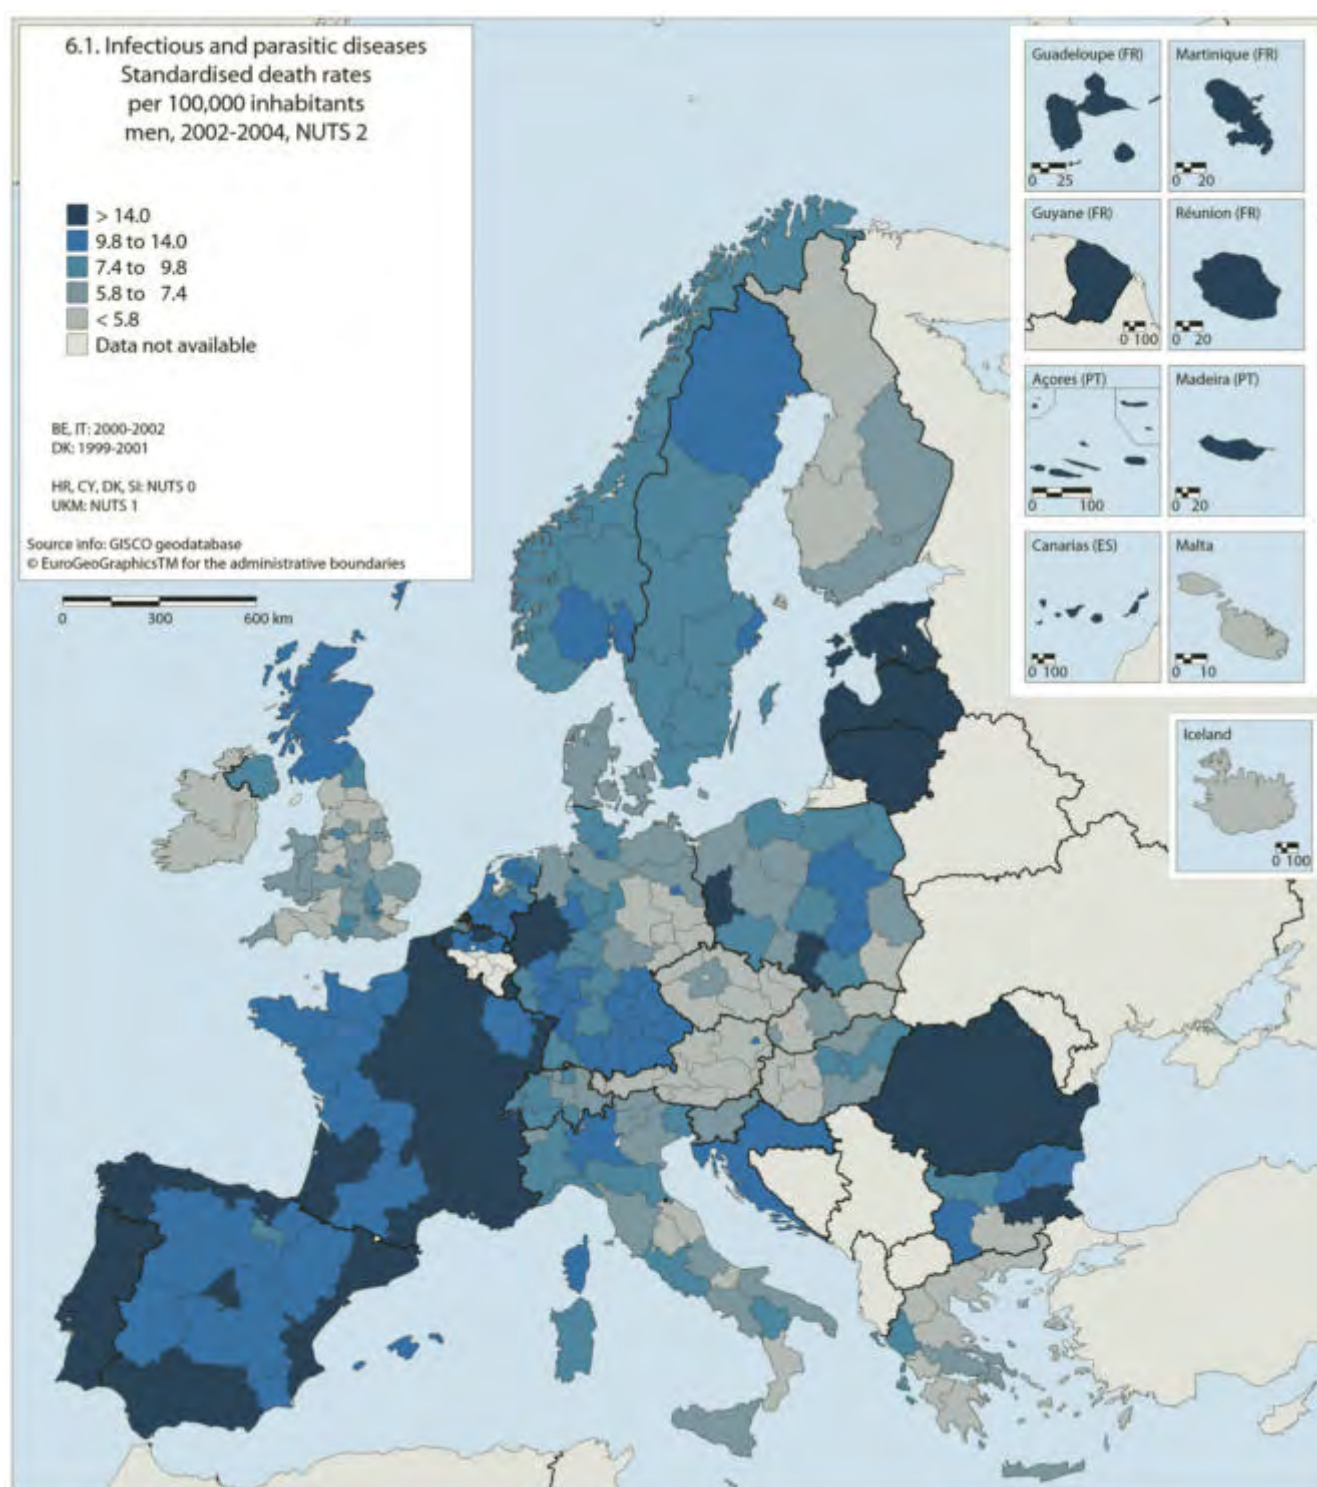 6.1. Infectious and parasitic diseases
Standardised death rates
per 100,000 inhabitants
men, 2002-2004, NUTS 2
> 14.0
9.8 to 14.0
7.4 to 9.8
5.8 to 7.4
< 5.8
Data not available
BE, IT: 2000-2002
DK: 1999-2001
HR, CY, DK, SI: NUTS 0
UKM: NUTS 1
Source info: GISCO geodatabase
© EuroGeoGraphicsTM for the administrative boundaries
0 300 600 km
Guadeloupe (FR)
0 25
Martinique (FR)
0 20
Guyane (FR)
0 100
Réunion (FR)
0 20
Açores (PT)
0 100
Madeira (PT)
0 20
Canarias (ES)
0 100
Malta
0 10
Iceland
0 100